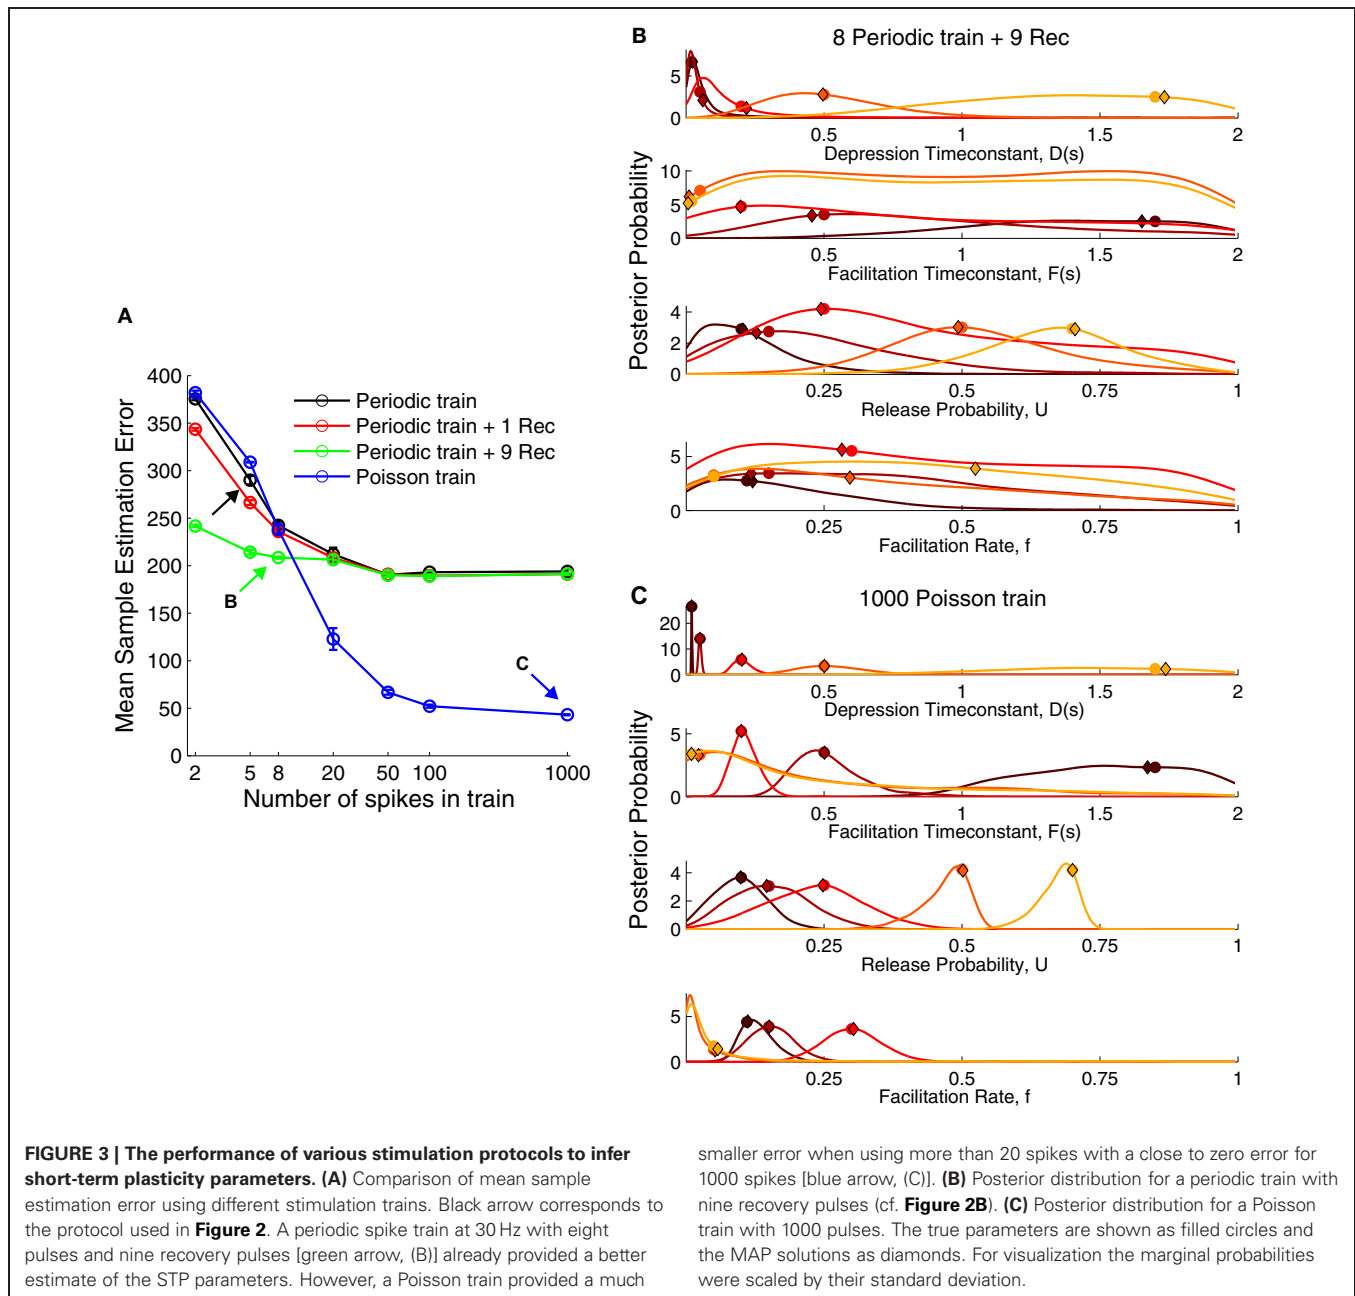 A
400
350
300
250
200
150
100
50
0
2 5 8 20 50 100 1000
Mean Sample Estimation Error
Number of spikes in train
Periodic train
Periodic train + 1 Rec
Periodic train + 9 Rec
Poisson train
B
C
B
8 Periodic train + 9 Rec
Posterior Probability
5
0
0.5 1 1.5 2
Depression Timeconstant, D(s)
10
5
0
0.5 1 1.5 2
Facilitation Timeconstant, F(s)
4
2
0
0.25 0.5 0.75 1
Release Probability, U
5
0
0.25 0.5 0.75 1
Facilitation Rate, f
C
1000 Poisson train
Posterior Probability
20
10
0
0.5 1 1.5 2
Depression Timeconstant, D(s)
5
0
0.5 1 1.5 2
Facilitation Timeconstant, F(s)
4
2
0
0.25 0.5 0.75 1
Release Probability, U
5
0
0.25 0.5 0.75 1
Facilitation Rate, f
FIGURE 3 | The performance of various stimulation protocols to infer
short-term plasticity parameters. (A) Comparison of mean sample
estimation error using different stimulation trains. Black arrow corresponds to
the protocol used in Figure 2. A periodic spike train at 30 Hz with eight
pulses and nine recovery pulses [green arrow, (B)] already provided a better
estimate of the STP parameters. However, a Poisson train provided a much
smaller error when using more than 20 spikes with a close to zero error for
1000 spikes [blue arrow, (C)]. (B) Posterior distribution for a periodic train with
nine recovery pulses (cf. Figure 2B). (C) Posterior distribution for a Poisson
train with 1000 pulses. The true parameters are shown as filled circles and
the MAP solutions as diamonds. For visualization the marginal probabilities
were scaled by their standard deviation.